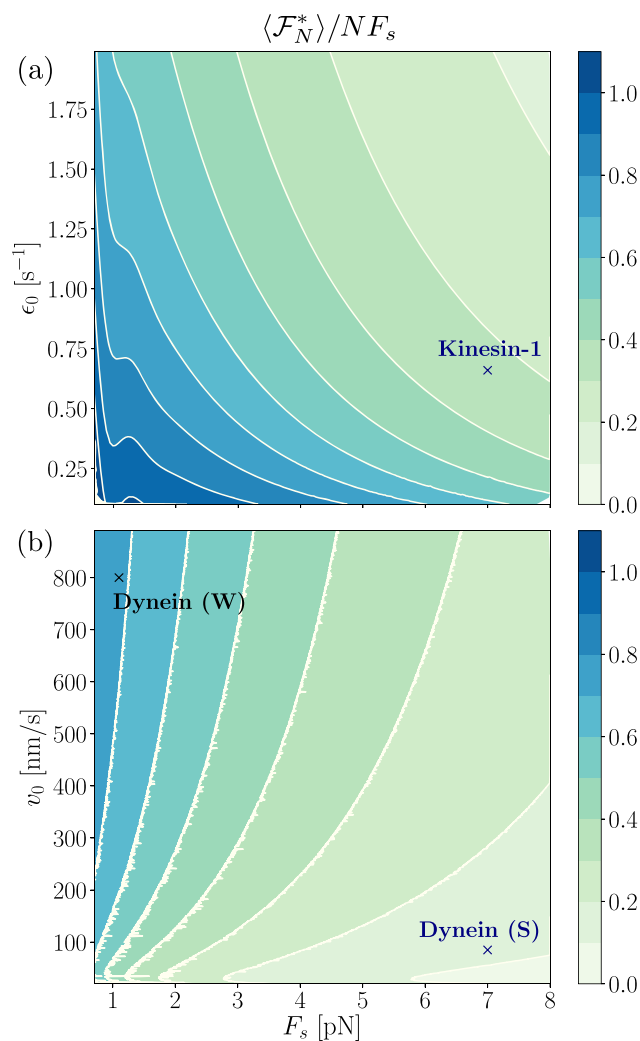 ⟨𝓕*_N⟩/NF_s
(a)
1.75
1.50
1.25
1.00
0.75
0.50
0.25
ϵ₀ [s⁻¹]
Kinesin-1
1.0
0.8
0.6
0.4
0.2
0.0
(b)
800
700
600
500
400
300
200
100
v₀ [nm/s]
Dynein (W)
Dynein (S)
1.0
0.8
0.6
0.4
0.2
0.0
1 2 3 4 5 6 7 8
F_s [pN]